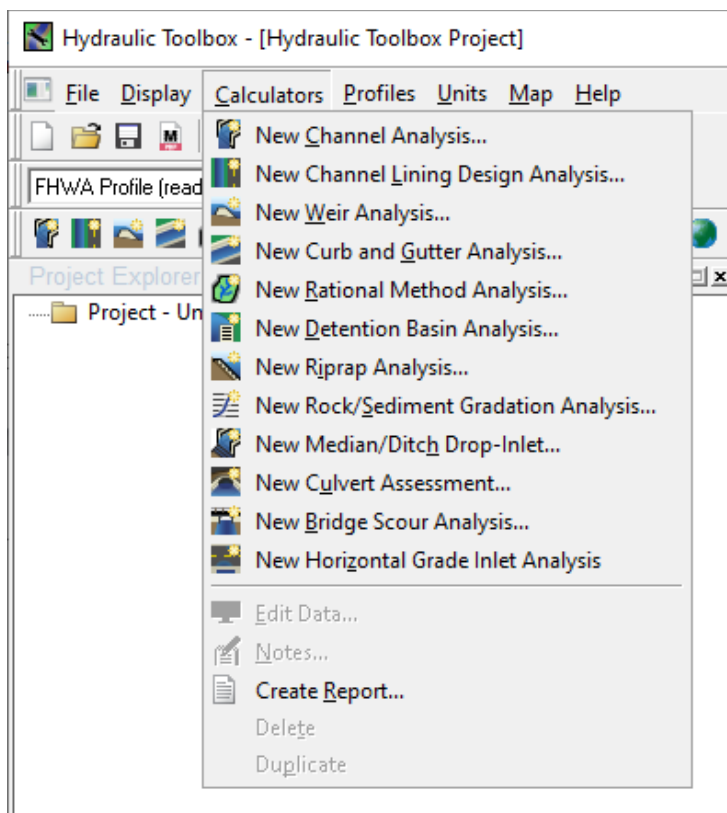 Hydraulic Toolbox - [Hydraulic Toolbox Project]
File Display Calculators Profiles Units Map Help
New Channel Analysis...
FHWA Profile (read
New Channel Lining Design Analysis...
New Weir Analysis...
New Curb and Gutter Analysis...
Project Explorer
New Rational Method Analysis...
Project - Un
New Detention Basin Analysis...
New Riprap Analysis...
New Rock/Sediment Gradation Analysis...
New Median/Ditch Drop-Inlet...
New Culvert Assessment...
New Bridge Scour Analysis...
New Horizontal Grade Inlet Analysis
Edit Data...
Notes...
Create Report...
Delete
Duplicate